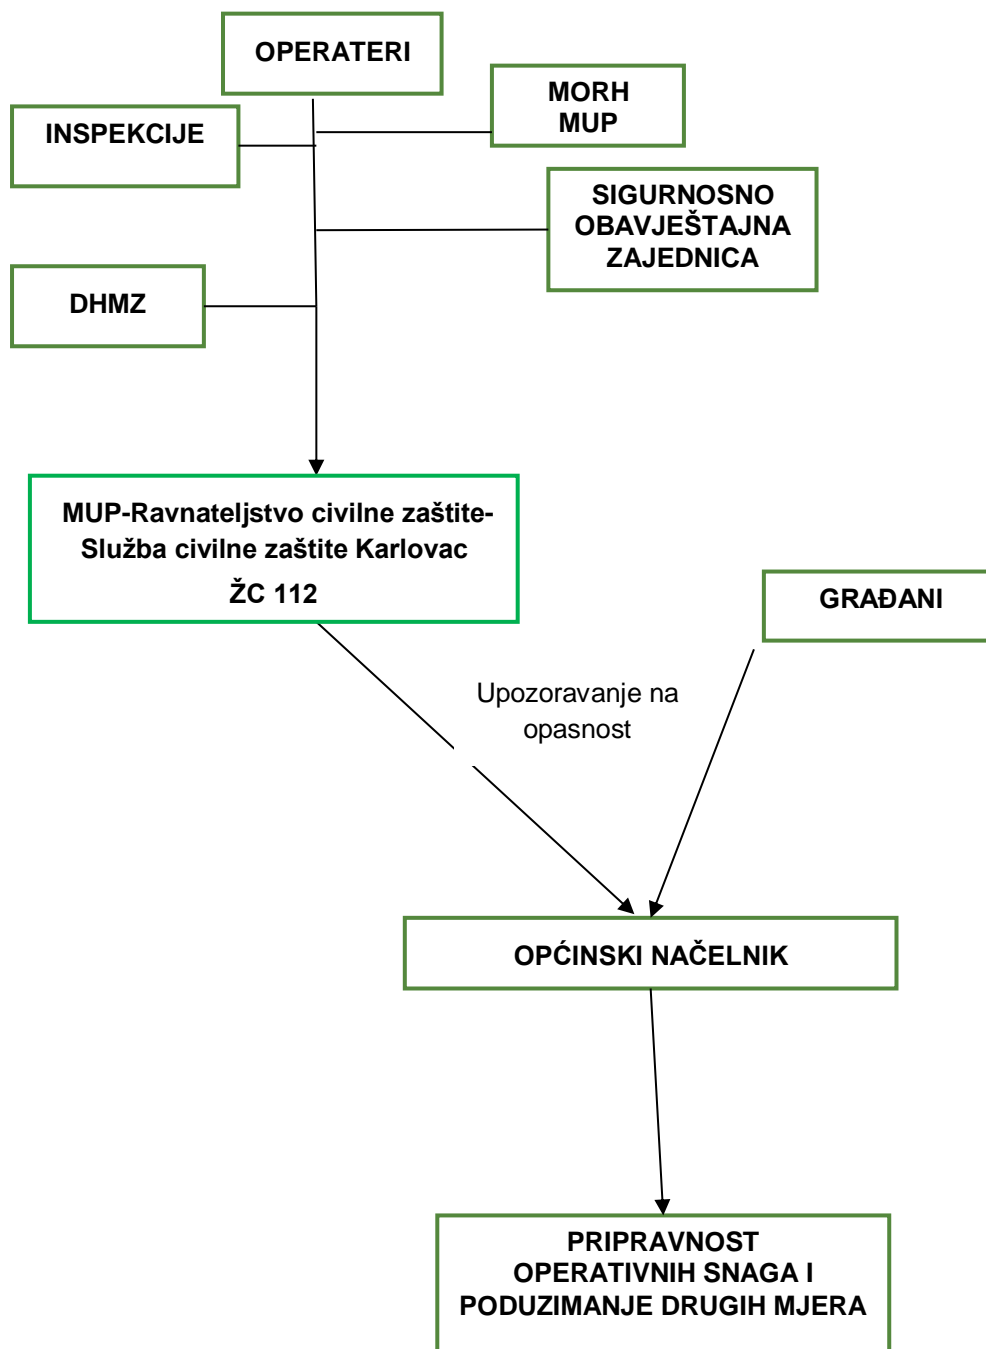 OPERATERI
MORH
MUP
INSPEKCIJE
SIGURNOSNO
OBAVJEŠTAJNA
ZAJEDNICA
DHMZ
MUP-Ravnateljstvo civilne zaštite-
Služba civilne zaštite Karlovac
ŽC 112
GRAĐANI
Upozoravanje na
opasnost
OPĆINSKI NAČELNIK
PRIPRAVNOST
OPERATIVNIH SNAGA I
PODUZIMANJE DRUGIH MJERA